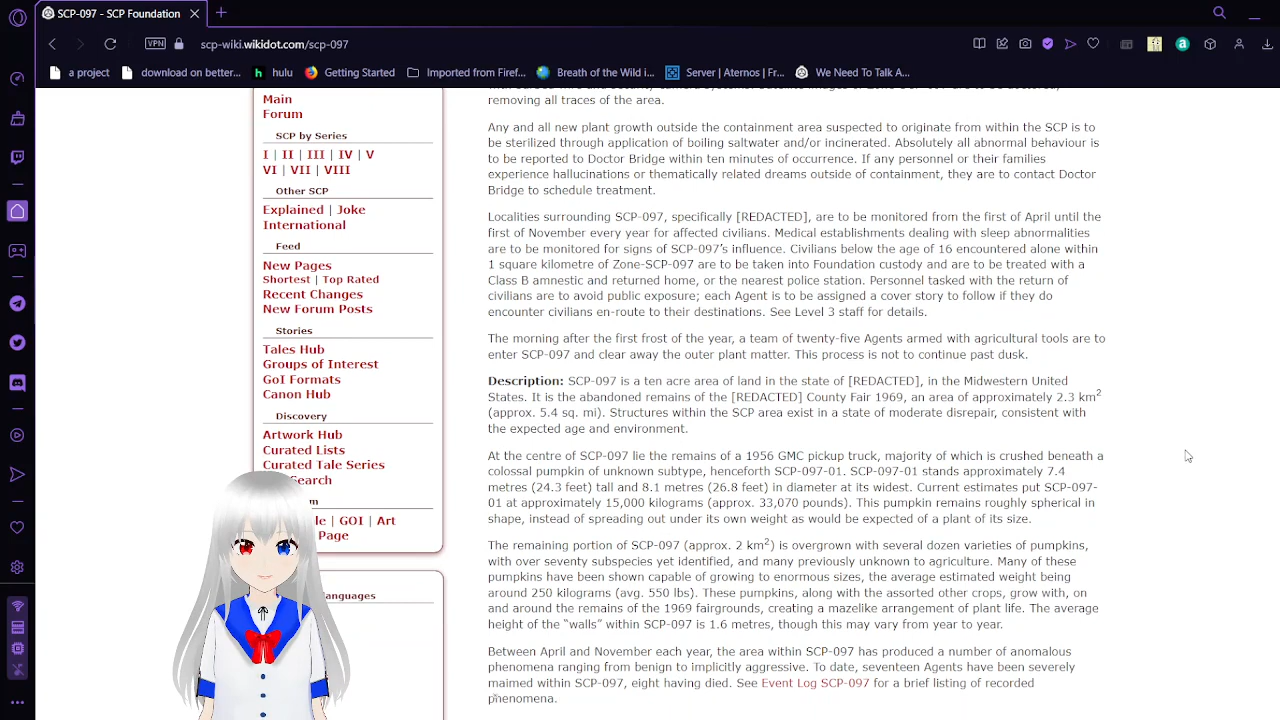 SCP-097 - SCP Foundation
VPN
scp-wiki.wikidot.com/scp-097
a project
download on better...
hulu
Getting Started
Imported from Firef...
Breath of the Wild i...
Server | Aternos | Fr...
We Need To Talk A...
Main
Forum
SCP by Series
I | II | III | IV | V
VI | VII | VIII
Other SCP
Explained | Joke
International
Feed
New Pages
Shortest | Top Rated
Recent Changes
New Forum Posts
Stories
Tales Hub
Groups of Interest
GoI Formats
Canon Hub
Discovery
Artwork Hub
Curated Lists
Curated Tale Series
| GOI | Art
Page
removing all traces of the area.
Any and all new plant growth outside the containment area suspected to originate from within the SCP is to
be sterilized through application of boiling saltwater and/or incinerated. Absolutely all abnormal behaviour is
to be reported to Doctor Bridge within ten minutes of occurrence. If any personnel or their families
experience hallucinations or thematically related dreams outside of containment, they are to contact Doctor
Bridge to schedule treatment.
Localities surrounding SCP-097, specifically [REDACTED], are to be monitored from the first of April until the
first of November every year for affected civilians. Medical establishments dealing with sleep abnormalities
are to be monitored for signs of SCP-097's influence. Civilians below the age of 16 encountered alone within
1 square kilometre of Zone-SCP-097 are to be taken into Foundation custody and are to be treated with a
Class B amnestic and returned home, or the nearest police station. Personnel tasked with the return of
civilians are to avoid public exposure; each Agent is to be assigned a cover story to follow if they do
encounter civilians en-route to their destinations. See Level 3 staff for details.
The morning after the first frost of the year, a team of twenty-five Agents armed with agricultural tools are to
enter SCP-097 and clear away the outer plant matter. This process is not to continue past dusk.
Description: SCP-097 is a ten acre area of land in the state of [REDACTED], in the Midwestern United
States. It is the abandoned remains of the [REDACTED] County Fair 1969, an area of approximately 2.3 km2
(approx. 5.4 sq. mi). Structures within the SCP area exist in a state of moderate disrepair, consistent with
the expected age and environment.
At the centre of SCP-097 lie the remains of a 1956 GMC pickup truck, majority of which is crushed beneath a
colossal pumpkin of unknown subtype, henceforth SCP-097-01. SCP-097-01 stands approximately 7.4
metres (24.3 feet) tall and 8.1 metres (26.8 feet) in diameter at its widest. Current estimates put SCP-097-
01 at approximately 15,000 kilograms (approx. 33,070 pounds). This pumpkin remains roughly spherical in
shape, instead of spreading out under its own weight as would be expected of a plant of its size.
The remaining portion of SCP-097 (approx. 2 km2) is overgrown with several dozen varieties of pumpkins,
with over seventy subspecies yet identified, and many previously unknown to agriculture. Many of these
pumpkins have been shown capable of growing to enormous sizes, the average estimated weight being
around 250 kilograms (avg. 550 lbs). These pumpkins, along with the assorted other crops, grow with, on
and around the remains of the 1969 fairgrounds, creating a mazelike arrangement of plant life. The average
height of the “walls” within SCP-097 is 1.6 metres, though this may vary from year to year.
Between April and November each year, the area within SCP-097 has produced a number of anomalous
phenomena ranging from benign to implicitly aggressive. To date, seventeen Agents have been severely
maimed within SCP-097, eight having died. See Event Log SCP-097 for a brief listing of recorded
phenomena.